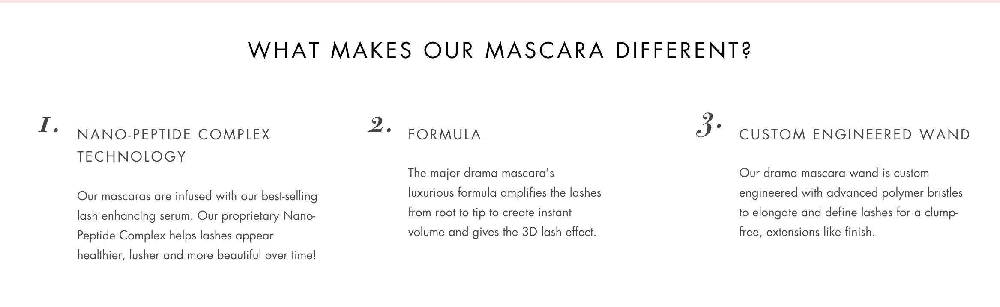 WHAT MAKES OUR MASCARA DIFFERENT?
1. NANO-PEPTIDE COMPLEX
TECHNOLOGY
Our mascaras are infused with our best-selling
lash enhancing serum. Our proprietary Nano-
Peptide Complex helps lashes appear
healthier, lusher and more beautiful over time!
2. FORMULA
The major drama mascara's
luxurious formula amplifies the lashes
from root to tip to create instant
volume and gives the 3D lash effect.
3. CUSTOM ENGINEERED WAND
Our drama mascara wand is custom
engineered with advanced polymer bristles
to elongate and define lashes for a clump-
free, extensions like finish.